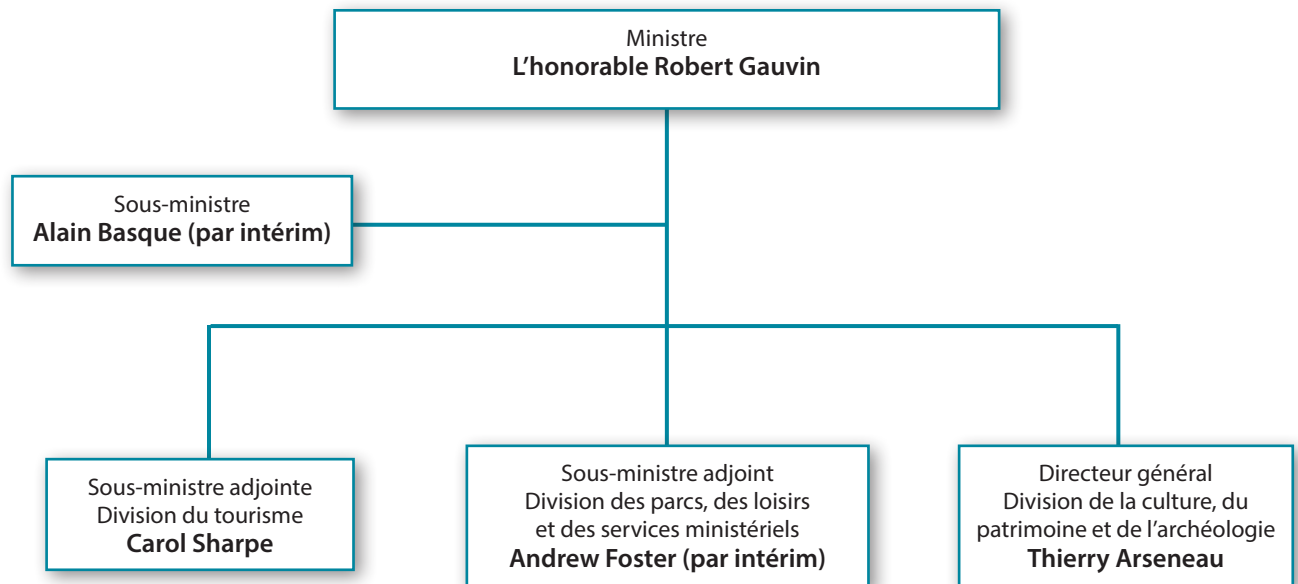 Ministre
L’honorable Robert Gauvin
Sous-ministre
Alain Basque (par intérim)
Sous-ministre adjointe
Division du tourisme
Carol Sharpe
Sous-ministre adjoint
Division des parcs, des loisirs
et des services ministériels
Andrew Foster (par intérim)
Directeur général
Division de la culture, du
patrimoine et de l’archéologie
Thierry Arseneau